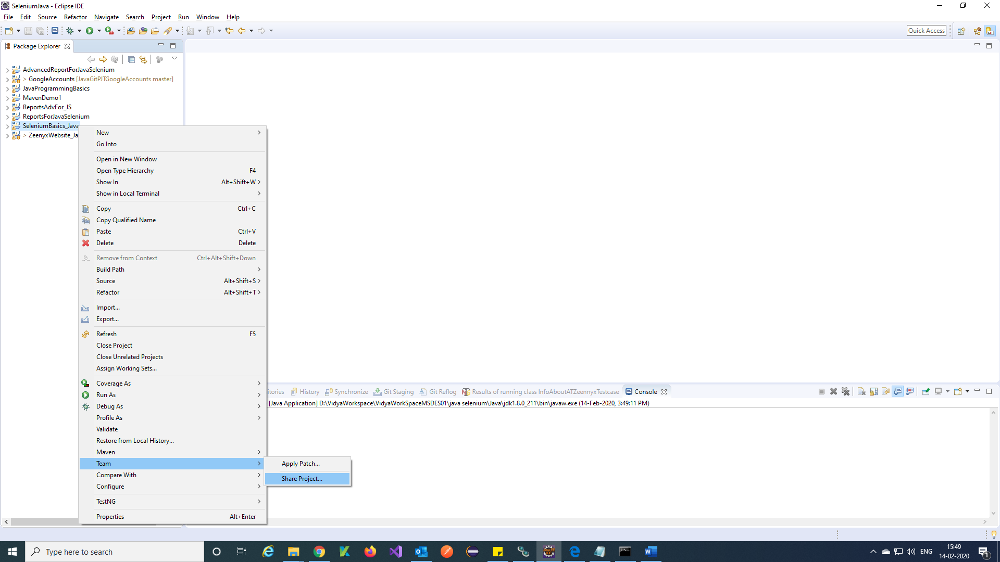 SeleniumJava - Eclipse IDE
File Edit Source Refactor Navigate Search Project Run Window Help
Quick Access
Package Explorer
AdvancedReportForJavaSelenium
> GoogleAccounts [JavaGitPJTGoogleAccounts master]
JavaProgrammingBasics
MavenDemo1
ReportsAdvFor_JS
ReportsForJavaSelenium
SeleniumBasics_Java
> ZeenyxWebsite_Ja
New
Go Into
Open in New Window
Open Type Hierarchy F4
Show In Alt+Shift+W
Show in Local Terminal
Copy Ctrl+C
Copy Qualified Name
Paste Ctrl+V
Delete Delete
Remove from Context Ctrl+Alt+Shift+Down
Build Path
Source Alt+Shift+S
Refactor Alt+Shift+T
Import...
Export...
Refresh F5
Close Project
Close Unrelated Projects
Assign Working Sets...
Coverage As
Run As
Debug As
Profile As
Validate
Restore from Local History...
Maven
Team
Compare With
Configure
TestNG
Properties Alt+Enter
Apply Patch...
Share Project...
itories History Synchronize Git Staging Git Reflog Results of running class InfoAboutATZeennyxTestcase Console
[Java Application] D:\VidyaWorkspace\VidyaWorkSpaceMSDES01\java selenium\Java\jdk1.8.0_211\bin\javaw.exe (14-Feb-2020, 3:49:11 PM)
Type here to search
ENG
15:49
14-02-2020
1